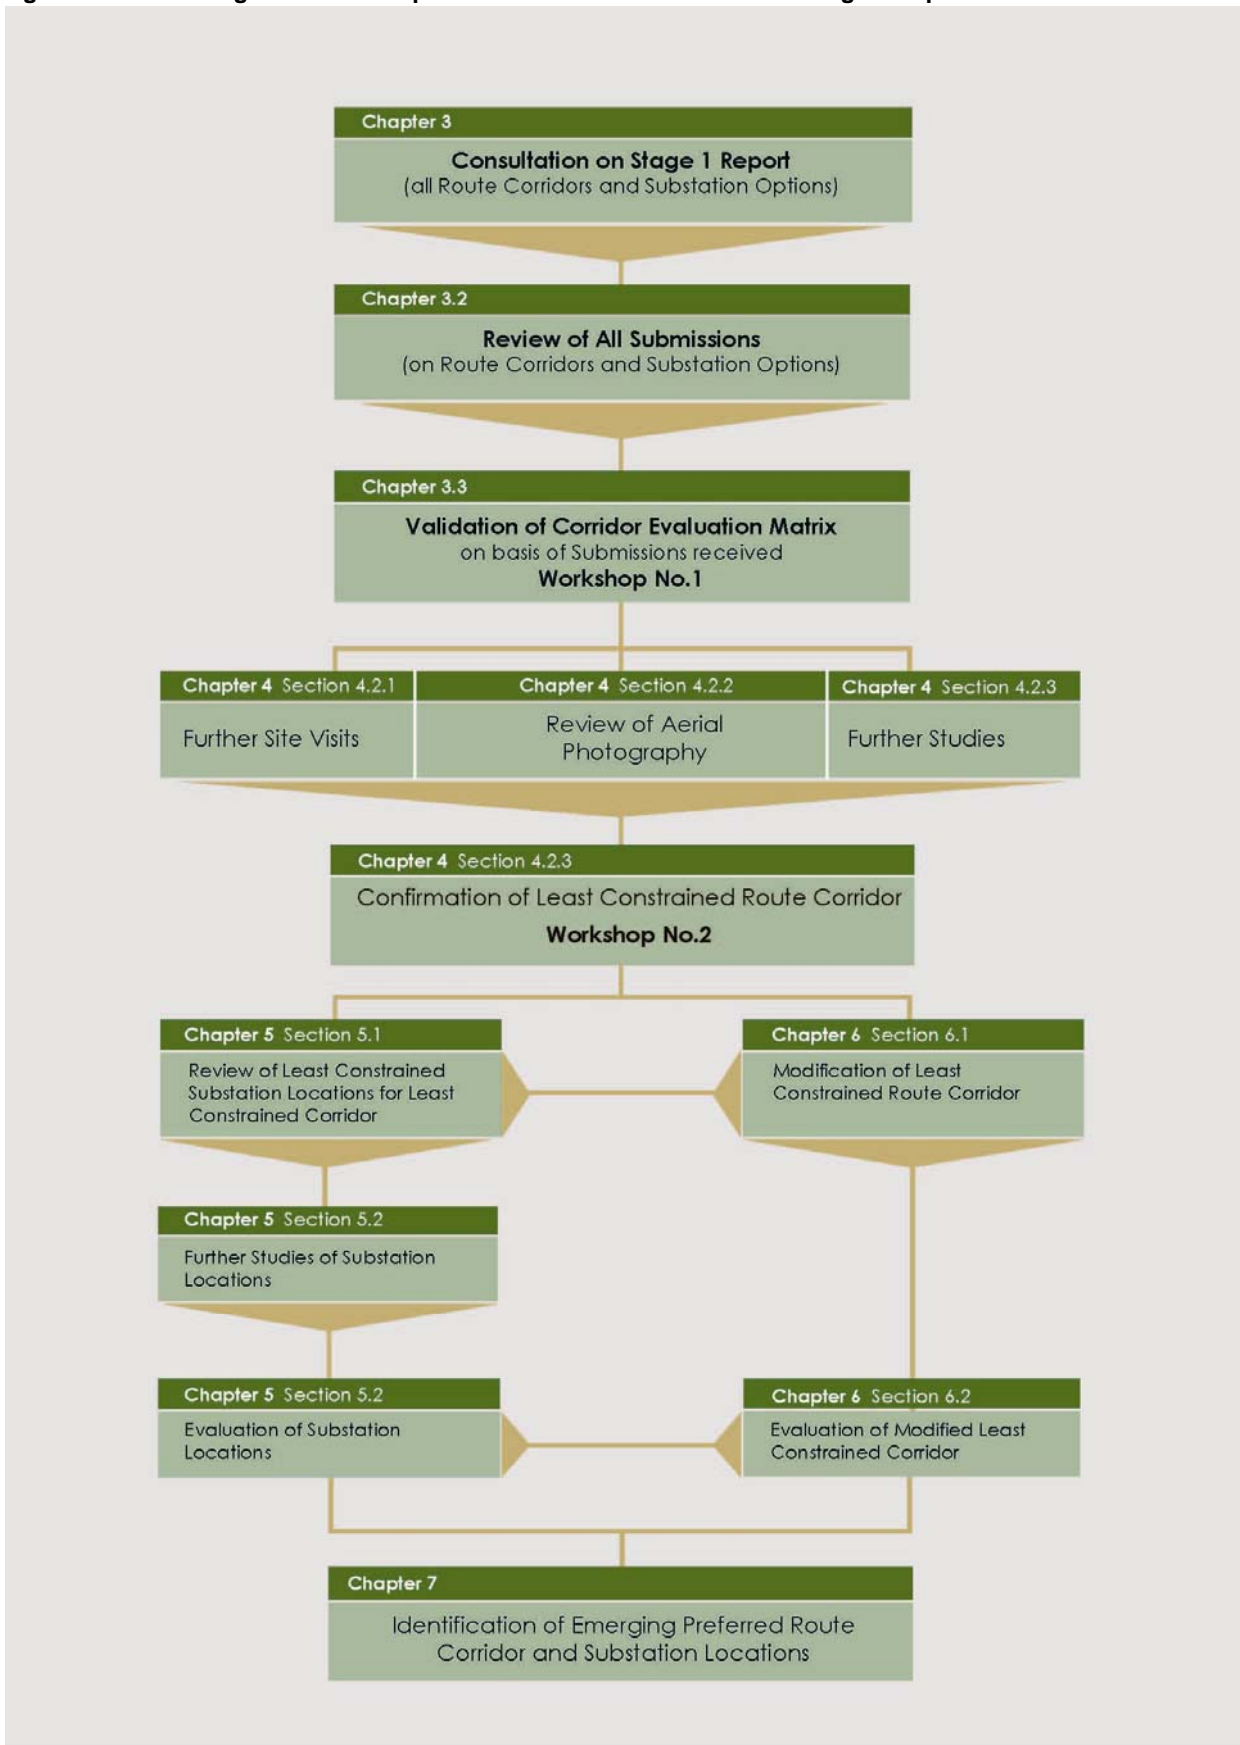 Chapter 3
Consultation on Stage 1 Report
(all Route Corridors and Substation Options)
Chapter 3.2
Review of All Submissions
(on Route Corridors and Substation Options)
Chapter 3.3
Validation of Corridor Evaluation Matrix
on basis of Submissions received
Workshop No.1
Chapter 4 Section 4.2.1
Further Site Visits
Chapter 4 Section 4.2.2
Review of Aerial
Photography
Chapter 4 Section 4.2.3
Further Studies
Chapter 4 Section 4.2.3
Confirmation of Least Constrained Route Corridor
Workshop No.2
Chapter 5 Section 5.1
Review of Least Constrained
Substation Locations for Least
Constrained Corridor
Chapter 6 Section 6.1
Modification of Least
Constrained Route Corridor
Chapter 5 Section 5.2
Further Studies of Substation
Locations
Chapter 5 Section 5.2
Evaluation of Substation
Locations
Chapter 6 Section 6.2
Evaluation of Modified Least
Constrained Corridor
Chapter 7
Identification of Emerging Preferred Route
Corridor and Substation Locations